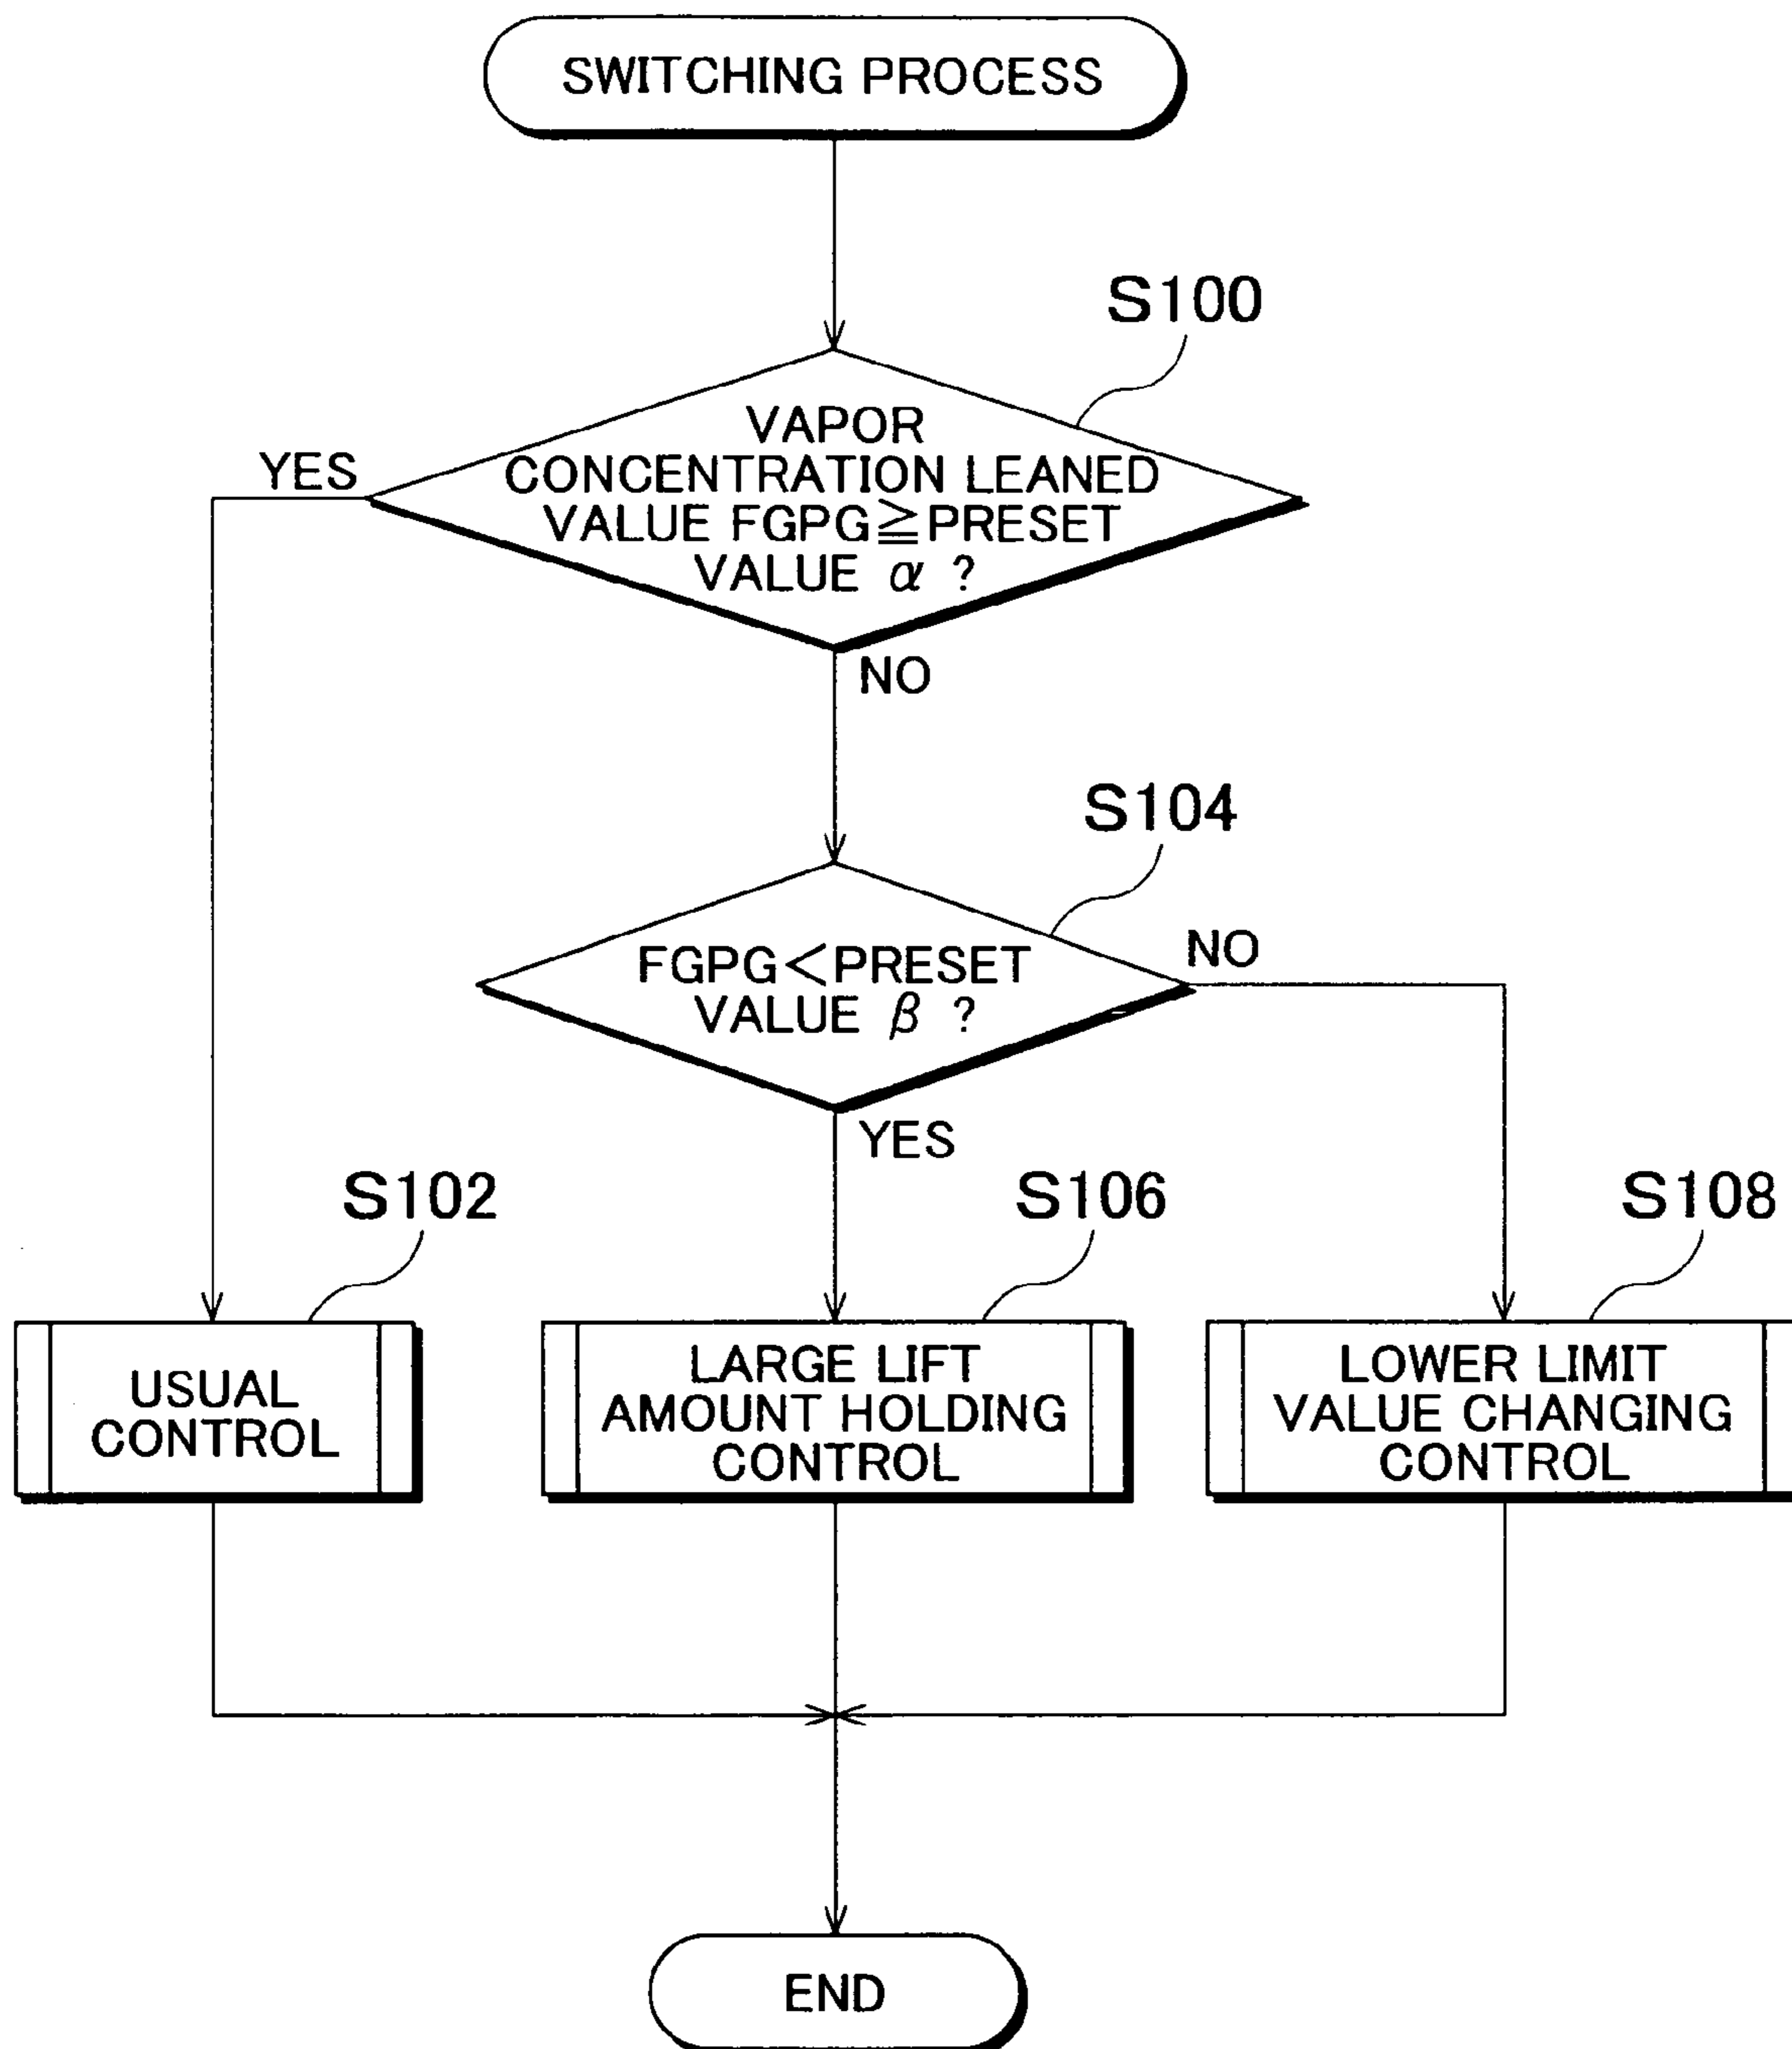 SWITCHING PROCESS
S100
VAPOR
CONCENTRATION LEANED
VALUE FGPG≧PRESET
VALUE α ?
YES
NO
S104
FGPG<PRESET
VALUE β ?
NO
YES
S102
S106
S108
USUAL
CONTROL
LARGE LIFT
AMOUNT HOLDING
CONTROL
LOWER LIMIT
VALUE CHANGING
CONTROL
END